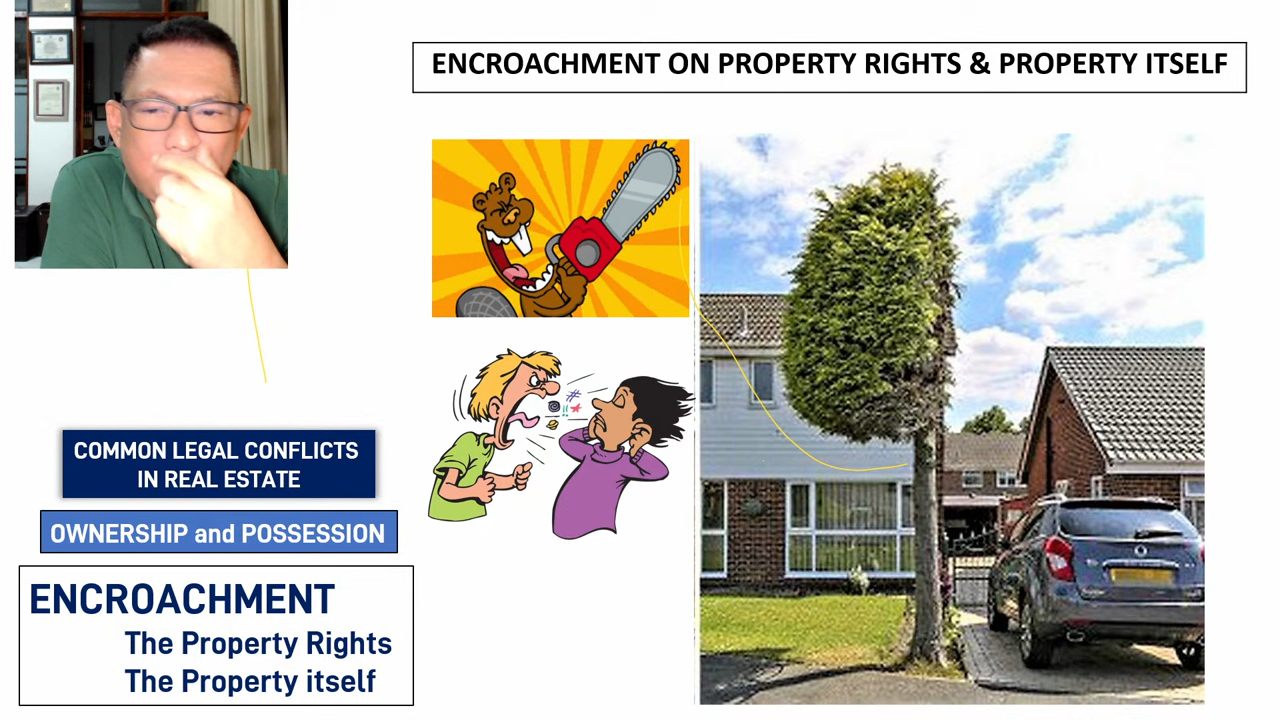 ENCROACHMENT ON PROPERTY RIGHTS & PROPERTY ITSELF
COMMON LEGAL CONFLICTS
IN REAL ESTATE
OWNERSHIP and POSSESSION
ENCROACHMENT
The Property Rights
The Property itself